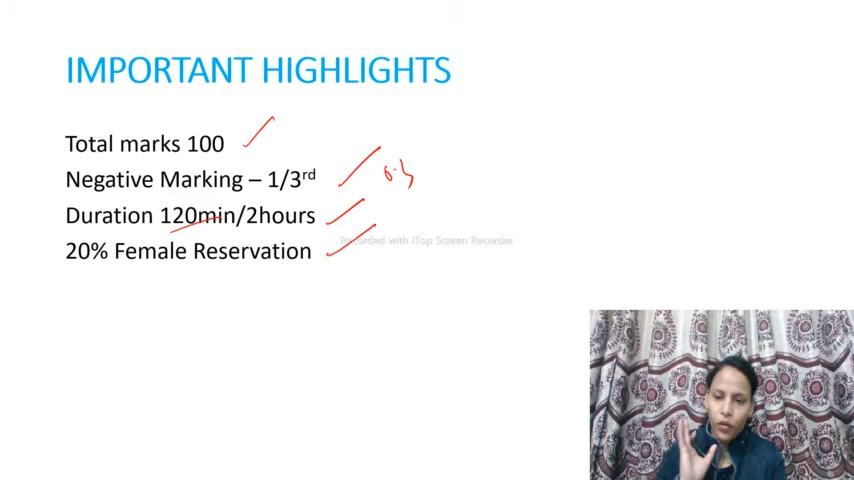 IMPORTANT HIGHLIGHTS
Total marks 100
Negative Marking – 1/3rd
Duration 120min/2hours
Recorded with iTop Screen Recorder
20% Female Reservation